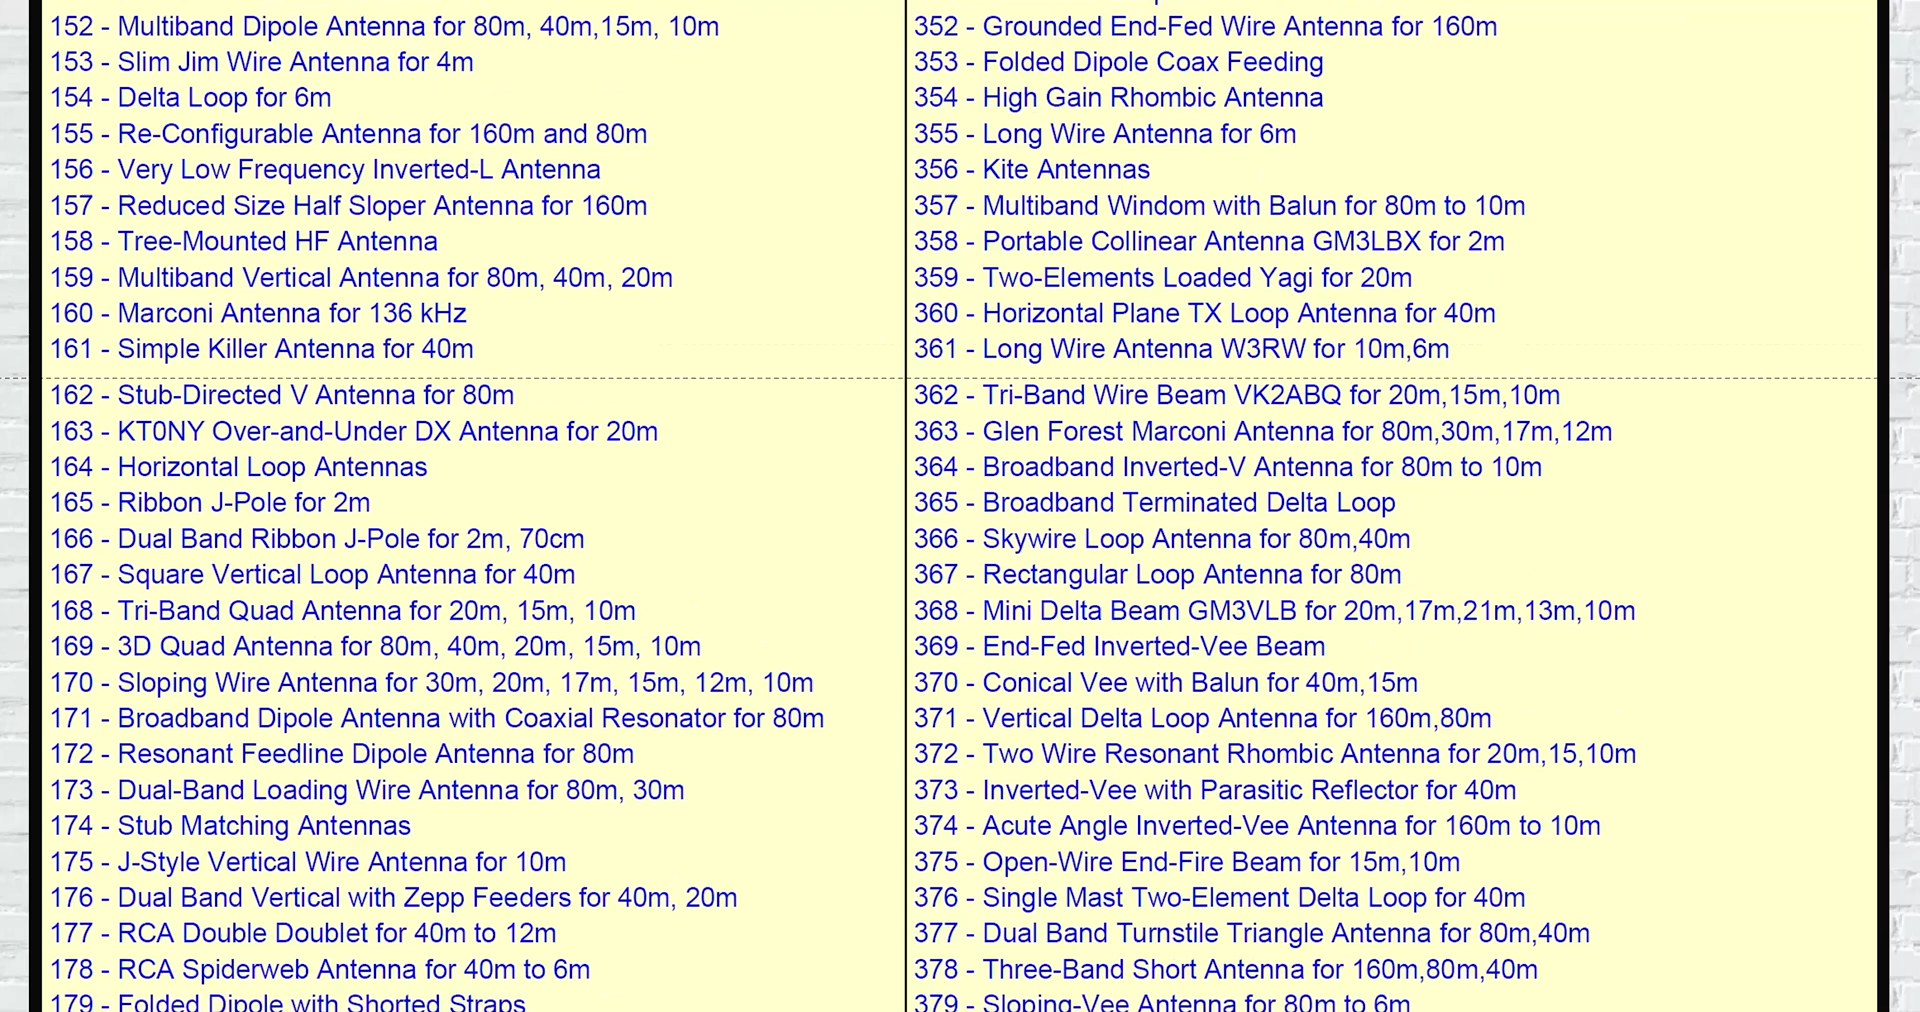 152 - Multiband Dipole Antenna for 80m, 40m,15m, 10m
153 - Slim Jim Wire Antenna for 4m
154 - Delta Loop for 6m
155 - Re-Configurable Antenna for 160m and 80m
156 - Very Low Frequency Inverted-L Antenna
157 - Reduced Size Half Sloper Antenna for 160m
158 - Tree-Mounted HF Antenna
159 - Multiband Vertical Antenna for 80m, 40m, 20m
160 - Marconi Antenna for 136 kHz
161 - Simple Killer Antenna for 40m
162 - Stub-Directed V Antenna for 80m
163 - KT0NY Over-and-Under DX Antenna for 20m
164 - Horizontal Loop Antennas
165 - Ribbon J-Pole for 2m
166 - Dual Band Ribbon J-Pole for 2m, 70cm
167 - Square Vertical Loop Antenna for 40m
168 - Tri-Band Quad Antenna for 20m, 15m, 10m
169 - 3D Quad Antenna for 80m, 40m, 20m, 15m, 10m
170 - Sloping Wire Antenna for 30m, 20m, 17m, 15m, 12m, 10m
171 - Broadband Dipole Antenna with Coaxial Resonator for 80m
172 - Resonant Feedline Dipole Antenna for 80m
173 - Dual-Band Loading Wire Antenna for 80m, 30m
174 - Stub Matching Antennas
175 - J-Style Vertical Wire Antenna for 10m
176 - Dual Band Vertical with Zepp Feeders for 40m, 20m
177 - RCA Double Doublet for 40m to 12m
178 - RCA Spiderweb Antenna for 40m to 6m
179 - Folded Dipole with Shorted Straps
352 - Grounded End-Fed Wire Antenna for 160m
353 - Folded Dipole Coax Feeding
354 - High Gain Rhombic Antenna
355 - Long Wire Antenna for 6m
356 - Kite Antennas
357 - Multiband Windom with Balun for 80m to 10m
358 - Portable Collinear Antenna GM3LBX for 2m
359 - Two-Elements Loaded Yagi for 20m
360 - Horizontal Plane TX Loop Antenna for 40m
361 - Long Wire Antenna W3RW for 10m,6m
362 - Tri-Band Wire Beam VK2ABQ for 20m,15m,10m
363 - Glen Forest Marconi Antenna for 80m,30m,17m,12m
364 - Broadband Inverted-V Antenna for 80m to 10m
365 - Broadband Terminated Delta Loop
366 - Skywire Loop Antenna for 80m,40m
367 - Rectangular Loop Antenna for 80m
368 - Mini Delta Beam GM3VLB for 20m,17m,21m,13m,10m
369 - End-Fed Inverted-Vee Beam
370 - Conical Vee with Balun for 40m,15m
371 - Vertical Delta Loop Antenna for 160m,80m
372 - Two Wire Resonant Rhombic Antenna for 20m,15,10m
373 - Inverted-Vee with Parasitic Reflector for 40m
374 - Acute Angle Inverted-Vee Antenna for 160m to 10m
375 - Open-Wire End-Fire Beam for 15m,10m
376 - Single Mast Two-Element Delta Loop for 40m
377 - Dual Band Turnstile Triangle Antenna for 80m,40m
378 - Three-Band Short Antenna for 160m,80m,40m
379 - Sloping-Vee Antenna for 80m to 6m